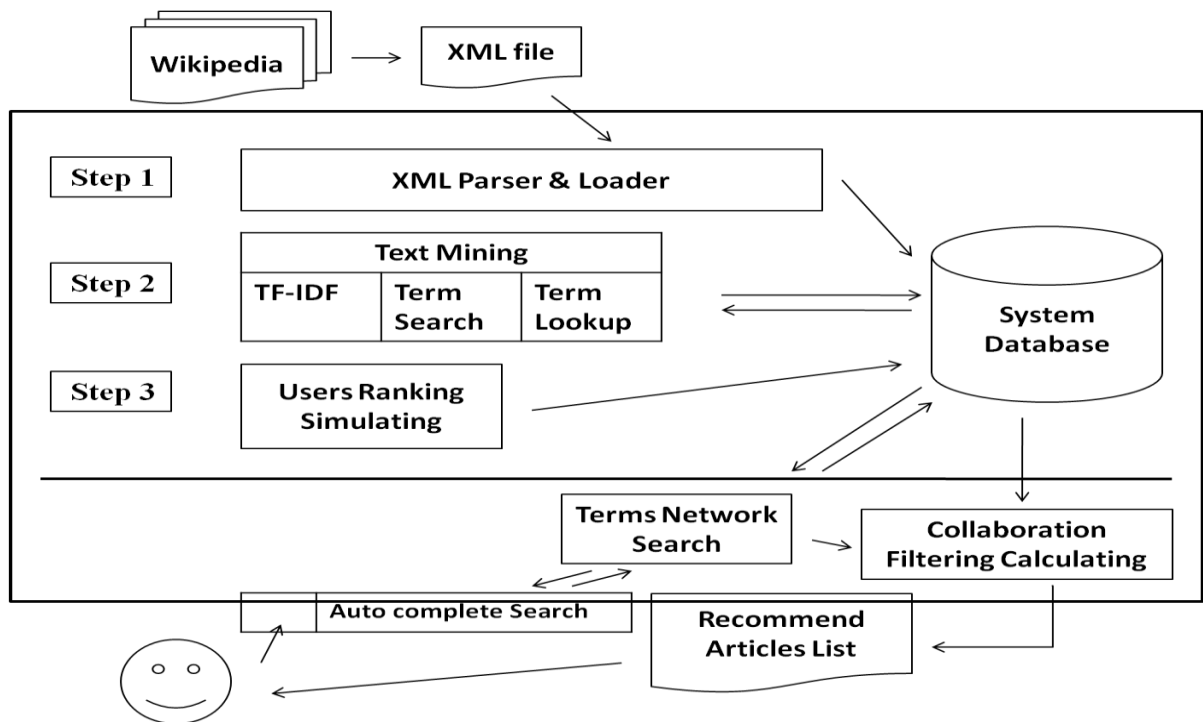 Wikipedia
XML file
Step 1
XML Parser & Loader
Step 2
Text Mining
TF-IDF
Term
Search
Term
Lookup
System
Database
Step 3
Users Ranking
Simulating
Terms Network
Search
Collaboration
Filtering Calculating
Auto complete Search
Recommend
Articles List